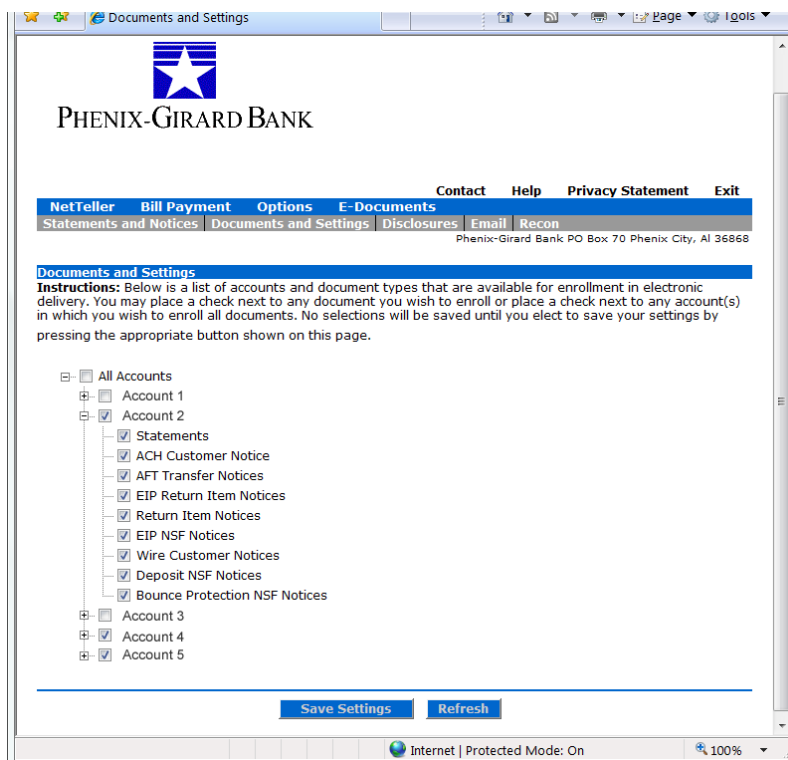 Documents and Settings
Page
Tools
PHENIX-GIRARD BANK
Contact Help Privacy Statement Exit
NetTeller Bill Payment Options E-Documents
Statements and Notices Documents and Settings Disclosures Email Recon
Phenix-Girard Bank PO Box 70 Phenix City, Al 36868
Documents and Settings
Instructions: Below is a list of accounts and document types that are available for enrollment in electronic
delivery. You may place a check next to any document you wish to enroll or place a check next to any account(s)
in which you wish to enroll all documents. No selections will be saved until you elect to save your settings by
pressing the appropriate button shown on this page.
All Accounts
Account 1
Account 2
Statements
ACH Customer Notice
AFT Transfer Notices
EIP Return Item Notices
Return Item Notices
EIP NSF Notices
Wire Customer Notices
Deposit NSF Notices
Bounce Protection NSF Notices
Account 3
Account 4
Account 5
Save Settings Refresh
Internet | Protected Mode: On 100%